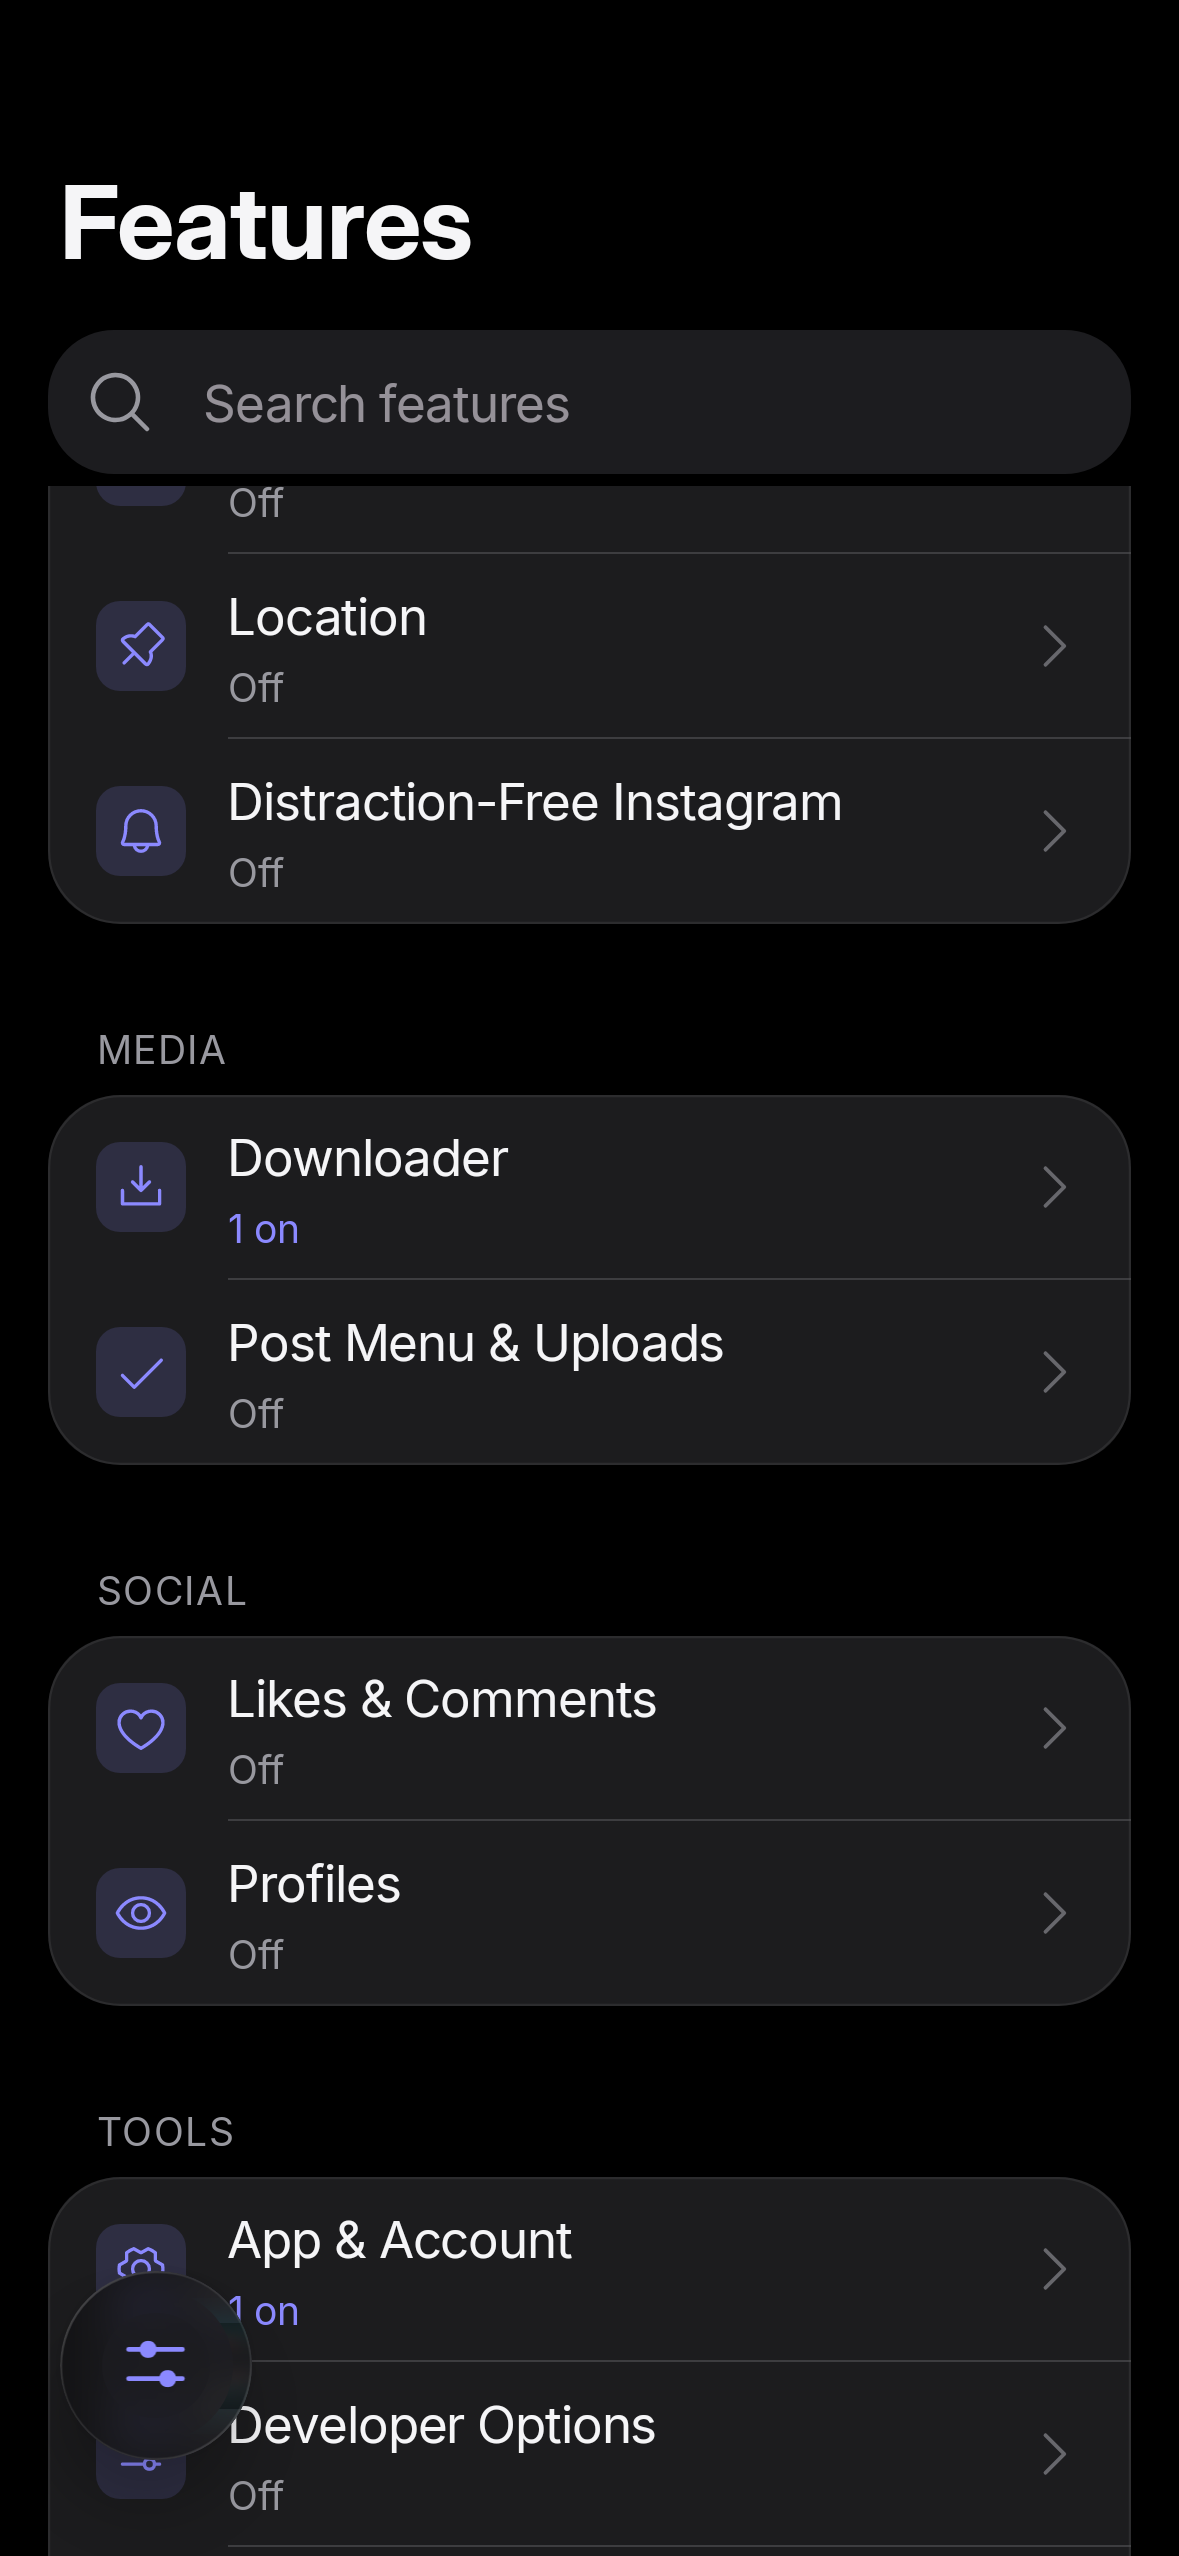 Features
Search features
Off
Location
Off
Distraction-Free Instagram
Off
MEDIA
Downloader
1 on
Post Menu & Uploads
Off
SOCIAL
Likes & Comments
Off
Profiles
Off
TOOLS
App & Account
1 on
Developer Options
Off